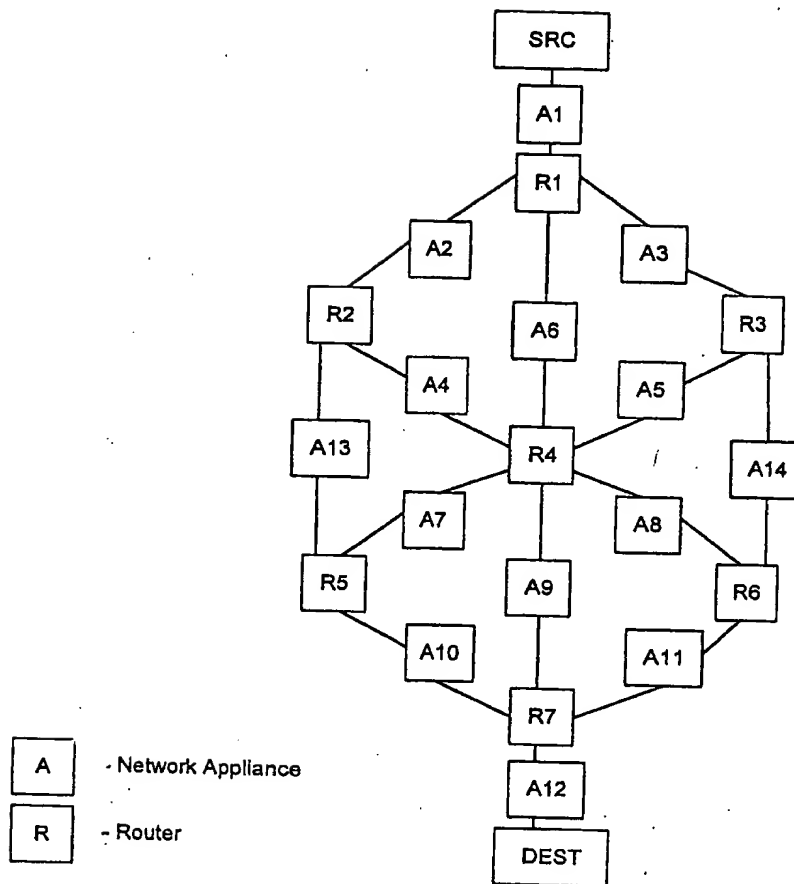 SRC
A1
R1
A2
A3
R2
A6
R3
A4
A5
A13
R4
A14
A7
A8
R5
A9
R6
A10
A11
R7
A - Network Appliance
A12
R - Router
DEST